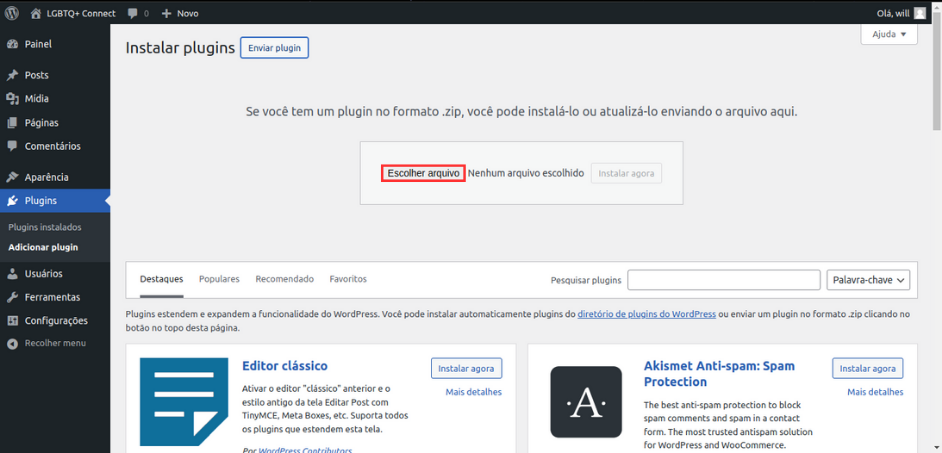 LGBTQ+ Connect 0 + Novo Olá, will
Painel
Posts
Mídia
Páginas
Comentários
Aparência
Plugins
Plugins instalados
Adicionar plugin
Usuários
Ferramentas
Configurações
Recolher menu
Instalar plugins Enviar plugin
Ajuda
Se você tem um plugin no formato .zip, você pode instalá-lo ou atualizá-lo enviando o arquivo aqui.
Escolher arquivo Nenhum arquivo escolhido Instalar agora
Destaques Populares Recomendado Favoritos Pesquisar plugins Palavra-chave
Plugins estendem e expandem a funcionalidade do WordPress. Você pode instalar automaticamente plugins do diretório de plugins do WordPress ou enviar um plugin no formato .zip clicando no
botão no topo desta página.
Editor clássico
Instalar agora
Mais detalhes
Ativar o editor "clássico" anterior e o
estilo antigo da tela Editar Post com
TinyMCE, Meta Boxes, etc. Suporta todos
os plugins que estendem esta tela.
Por WordPress Contributors
·A·
Akismet Anti-spam: Spam
Protection
Instalar agora
Mais detalhes
The best anti-spam protection to block
spam comments and spam in a contact
form. The most trusted antispam solution
for WordPress and WooCommerce.